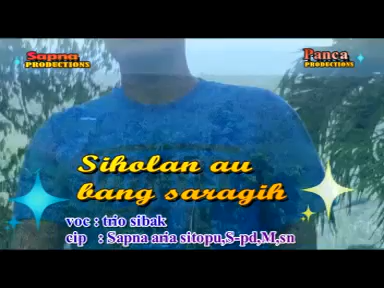 Sapna
PRODUCTIONS
Panca
PRODUCTIONS
Siholan au
bang saragih
voc : trio sibak
cip : Sapna aria sitopu,S-pd,M,sn